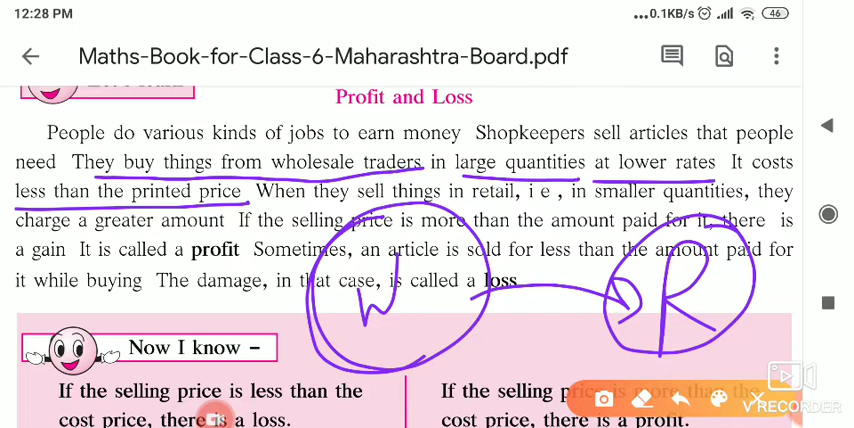 12:28 PM ...0.1KB/s 46
Maths-Book-for-Class-6-Maharashtra-Board.pdf
Profit and Loss
People do various kinds of jobs to earn money Shopkeepers sell articles that people
need They buy things from wholesale traders in large quantities at lower rates It costs
less than the printed price When they sell things in retail, i e , in smaller quantities, they
charge a greater amount If the selling price is more than the amount paid for it, there is
a gain It is called a profit Sometimes, an article is sold for less than the amount paid for
it while buying The damage, in that case, is called a loss
W R
Now I know –
If the selling price is less than the
cost price, there is a loss.
If the selling price is more than the
cost price, there is a profit.
V RECORDER